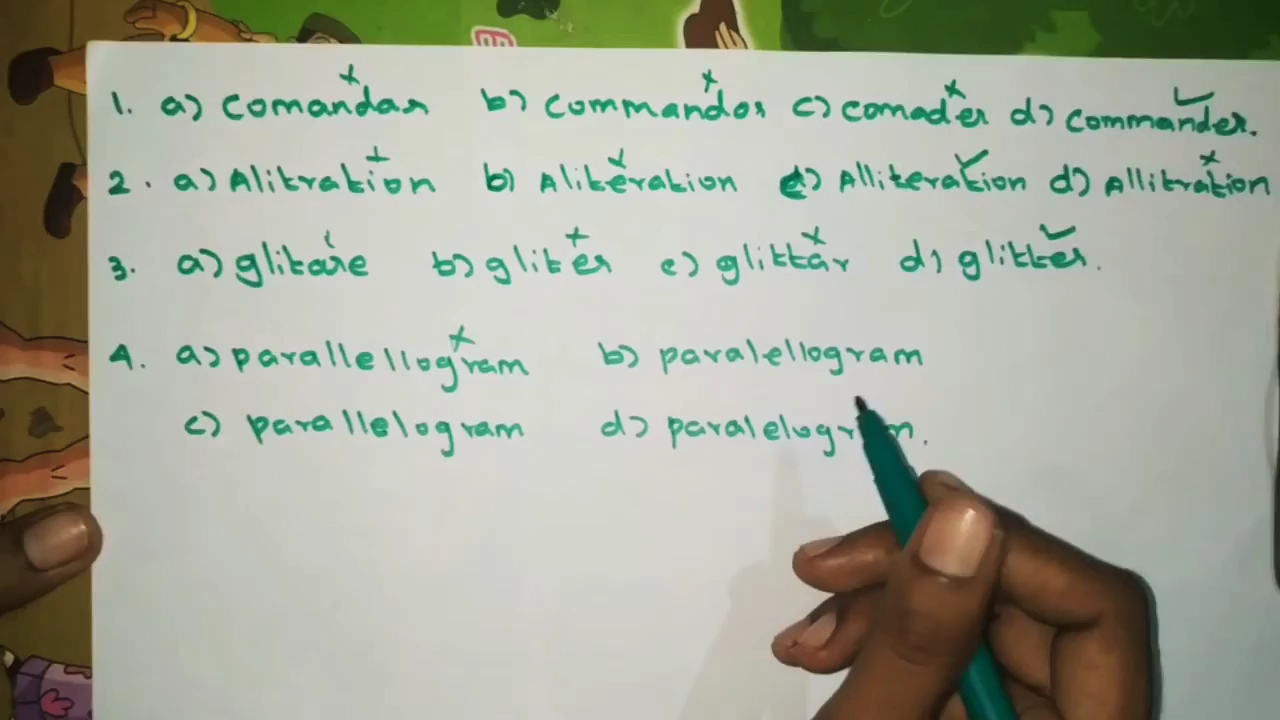 1. a) Comandar b) Commandor c) Comader d) Commander.
2. a) Alitration b) Aliteration c) Alliteration d) Allitration
3. a) glitare b) gliter c) glittar d) glitter.
4. a) parallellogram b) paralellogram
c) parallelogram d) paralelogram.